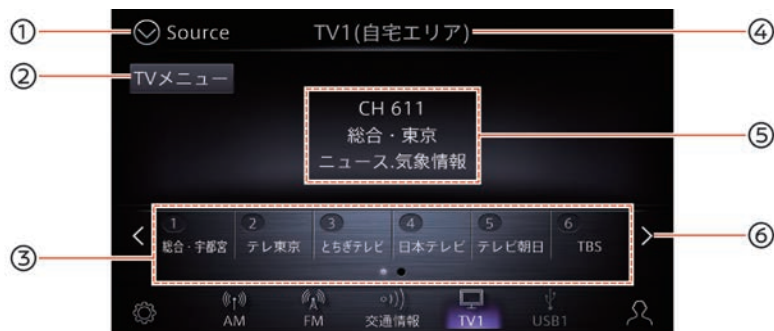 ① Source TV1(自宅エリア) ④
② TVメニュー
CH 611
総合・東京 ⑤
ニュース.気象情報
1 2 3 4 5 6
③ 総合・宇都宮 テレ東京 とちぎテレビ 日本テレビ テレビ朝日 TBS ⑥
AM FM 交通情報 TV1 USB1